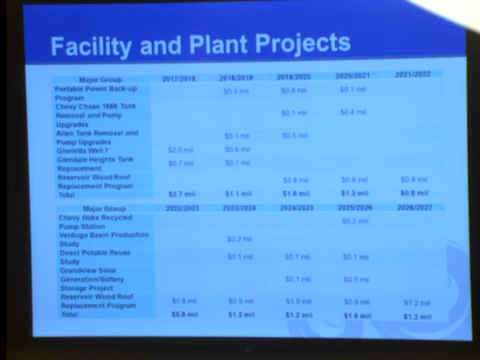 Facility and Plant Projects
Major Group 2017/2018 2018/2019 2019/2020 2020/2021 2021/2022
Portable Power Back-up $0.3 mil $0.4 mil $0.1 mil
Program
Chevy Chase 1666 Tank
Removal and Pump $0.1 mil $0.4 mil
Upgrades
Allen Tank Removal and $0.1 mil $0.5 mil
Pump Upgrades
Glorietta Well 7 $2.0 mil $0.6 mil
Glendale Heights Tank $0.7 mil $0.1 mil
Replacement
Reservoir Wood Roof $0.8 mil $0.8 mil
Replacement Program
Total $2.7 mil $1.1 mil $1.3 mil $0.8 mil
Major Group 2022/2023 2023/2024 2024/2025 2025/2026 2026/2027
Chevy Oaks Recycled $0.2 mil
Pump Station
Verdugo Basin Production $0.2 mil
Study
Direct Potable Reuse $0.1 mil $0.1 mil $0.1 mil
Study
Grandview Solar
Generation/Battery $0.1 mil $0.5 mil
Storage Project
Reservoir Wood Roof $0.8 mil $0.9 mil $1.0 mil $0.8 mil $1.2 mil
Replacement Program
Total $0.8 mil $1.2 mil $1.2 mil $1.6 mil $1.2 mil